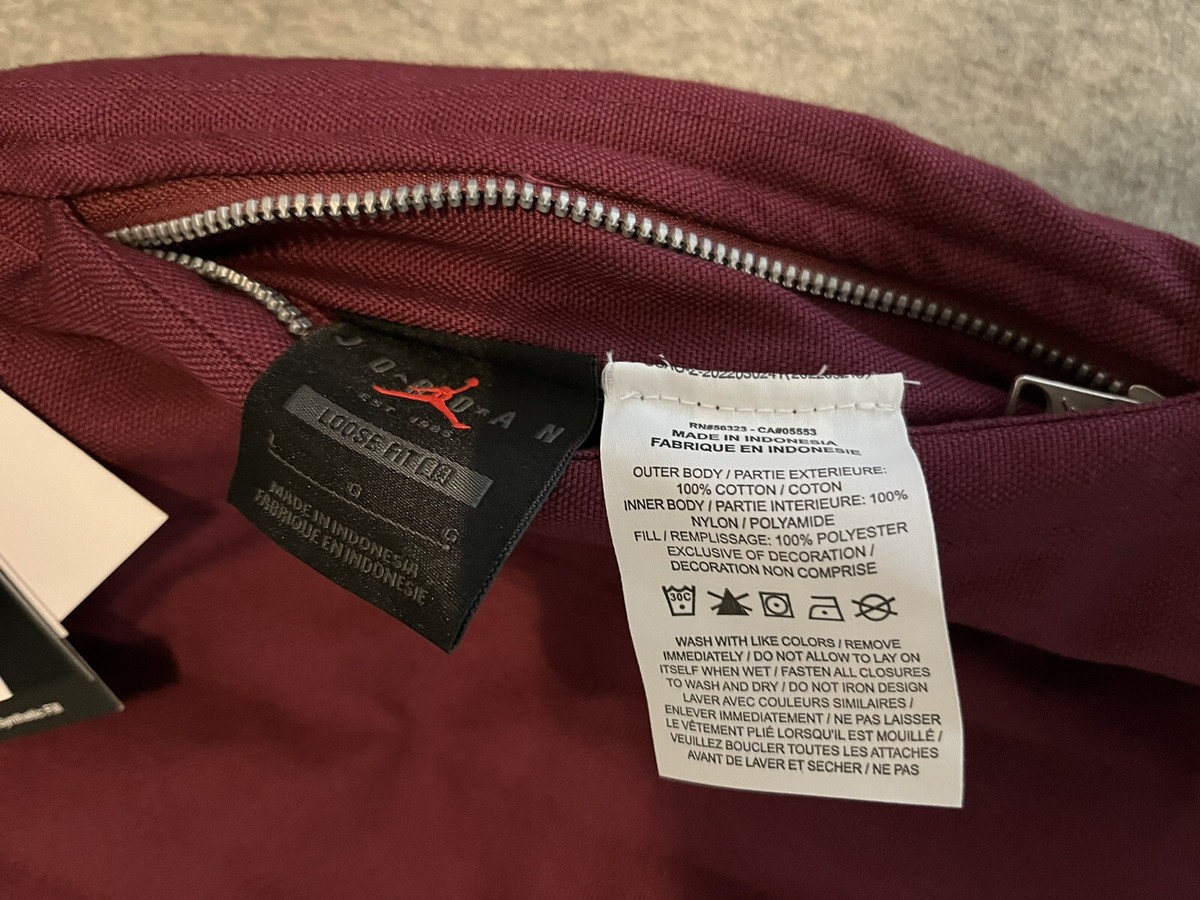 JORDAN
EST. 1985
LOOSE FIT
L G G
MADE IN INDONESIA
FABRIQUE EN INDONESIE
RN#56323 - CA#05553
MADE IN INDONESIA
FABRIQUE EN INDONESIE
OUTER BODY / PARTIE EXTERIEURE:
100% COTTON / COTON
INNER BODY / PARTIE INTERIEURE: 100%
NYLON / POLYAMIDE
FILL / REMPLISSAGE: 100% POLYESTER
EXCLUSIVE OF DECORATION /
DECORATION NON COMPRISE
30C
WASH WITH LIKE COLORS / REMOVE
IMMEDIATELY / DO NOT ALLOW TO LAY ON
ITSELF WHEN WET / FASTEN ALL CLOSURES
TO WASH AND DRY / DO NOT IRON DESIGN
LAVER AVEC COULEURS SIMILAIRES /
ENLEVER IMMEDIATEMENT / NE PAS LAISSER
LE VÊTEMENT PLIÉ LORSQU'IL EST MOUILLÉ /
VEUILLEZ BOUCLER TOUTES LES ATTACHES
AVANT DE LAVER ET SECHER / NE PAS